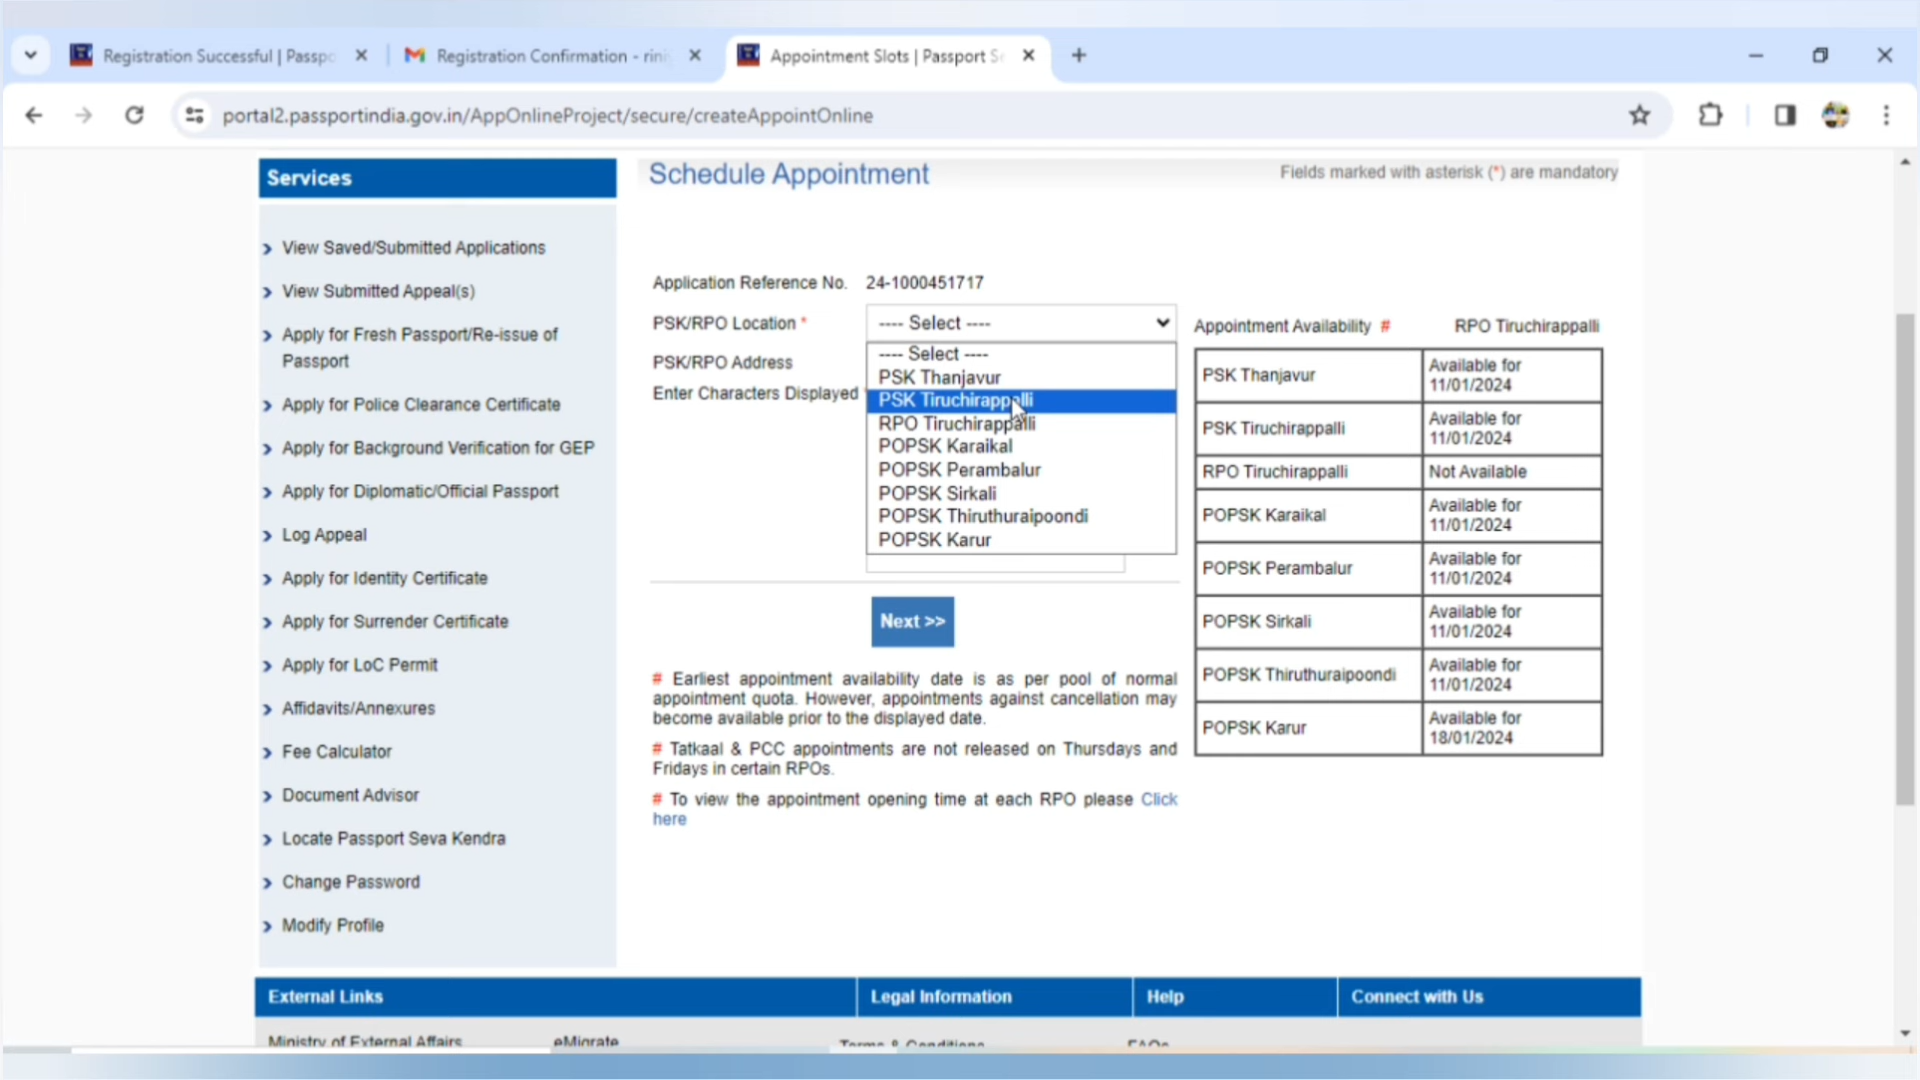 Registration Successful | Passpo
Registration Confirmation - rini
Appointment Slots | Passport Se
portal2.passportindia.gov.in/AppOnlineProject/secure/createAppointOnline
Services
View Saved/Submitted Applications
View Submitted Appeal(s)
Apply for Fresh Passport/Re-issue of
Passport
Apply for Police Clearance Certificate
Apply for Background Verification for GEP
Apply for Diplomatic/Official Passport
Log Appeal
Apply for Identity Certificate
Apply for Surrender Certificate
Apply for LoC Permit
Affidavits/Annexures
Fee Calculator
Document Advisor
Locate Passport Seva Kendra
Change Password
Modify Profile
Schedule Appointment
Fields marked with asterisk (*) are mandatory
Application Reference No. 24-1000451717
PSK/RPO Location * ---- Select ----
PSK/RPO Address
Enter Characters Displayed
---- Select ----
PSK Thanjavur
PSK Tiruchirappalli
RPO Tiruchirappalli
POPSK Karaikal
POPSK Perambalur
POPSK Sirkali
POPSK Thiruthuraipoondi
POPSK Karur
Next >>
# Earliest appointment availability date is as per pool of normal
appointment quota. However, appointments against cancellation may
become available prior to the displayed date.
# Tatkaal & PCC appointments are not released on Thursdays and
Fridays in certain RPOs.
# To view the appointment opening time at each RPO please Click
here
Appointment Availability # RPO Tiruchirappalli
PSK Thanjavur Available for
11/01/2024
PSK Tiruchirappalli Available for
11/01/2024
RPO Tiruchirappalli Not Available
POPSK Karaikal Available for
11/01/2024
POPSK Perambalur Available for
11/01/2024
POPSK Sirkali Available for
11/01/2024
POPSK Thiruthuraipoondi Available for
11/01/2024
POPSK Karur Available for
18/01/2024
External Links Legal Information Help Connect with Us
Ministry of External Affairs eMigrate Terms & Conditions FAQs